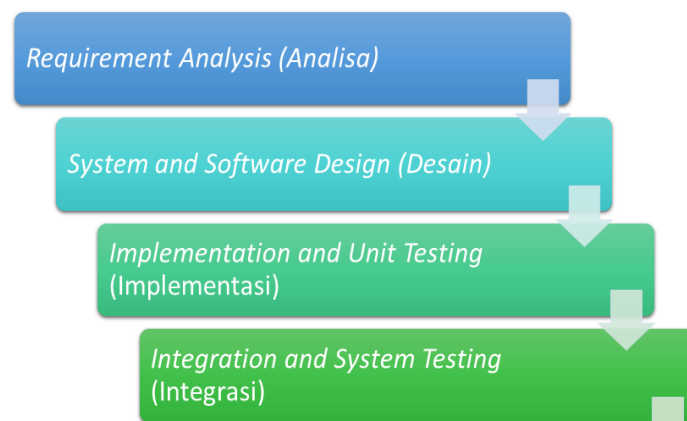 Requirement Analysis (Analisa)
System and Software Design (Desain)
Implementation and Unit Testing
(Implementasi)
Integration and System Testing
(Integrasi)